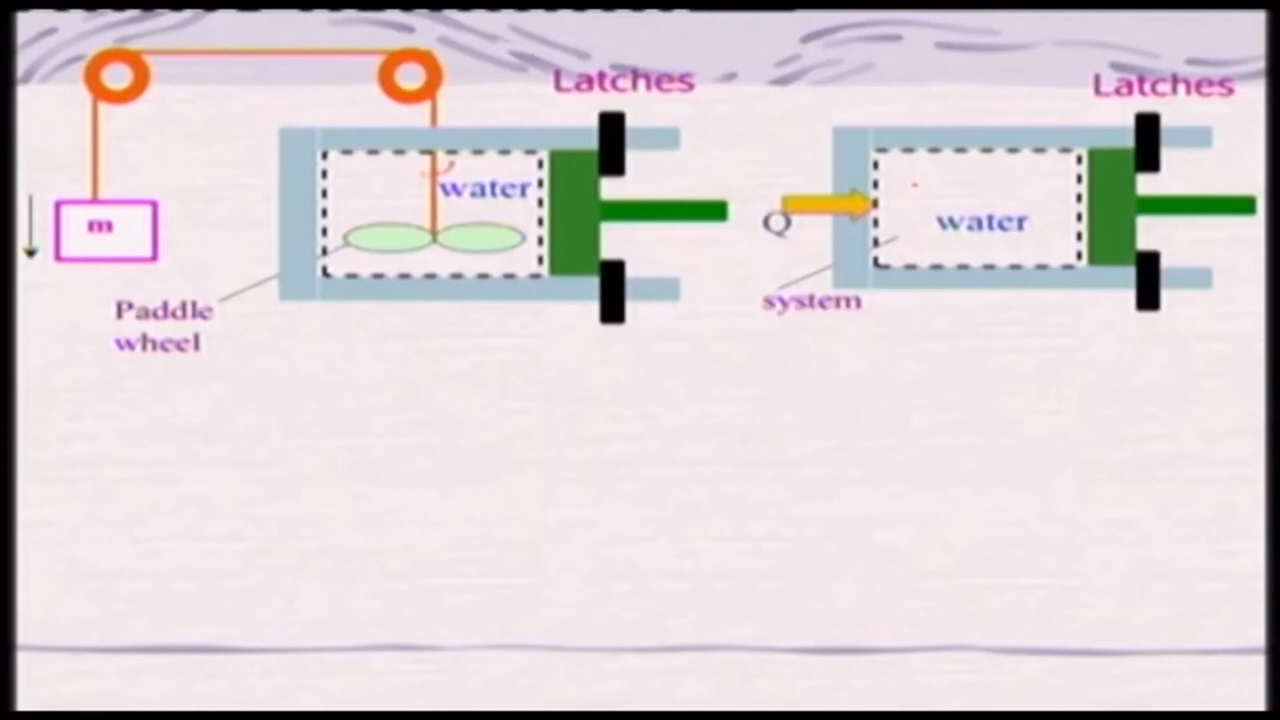 Latches
Latches
m
water
Q
water
system
Paddle
wheel